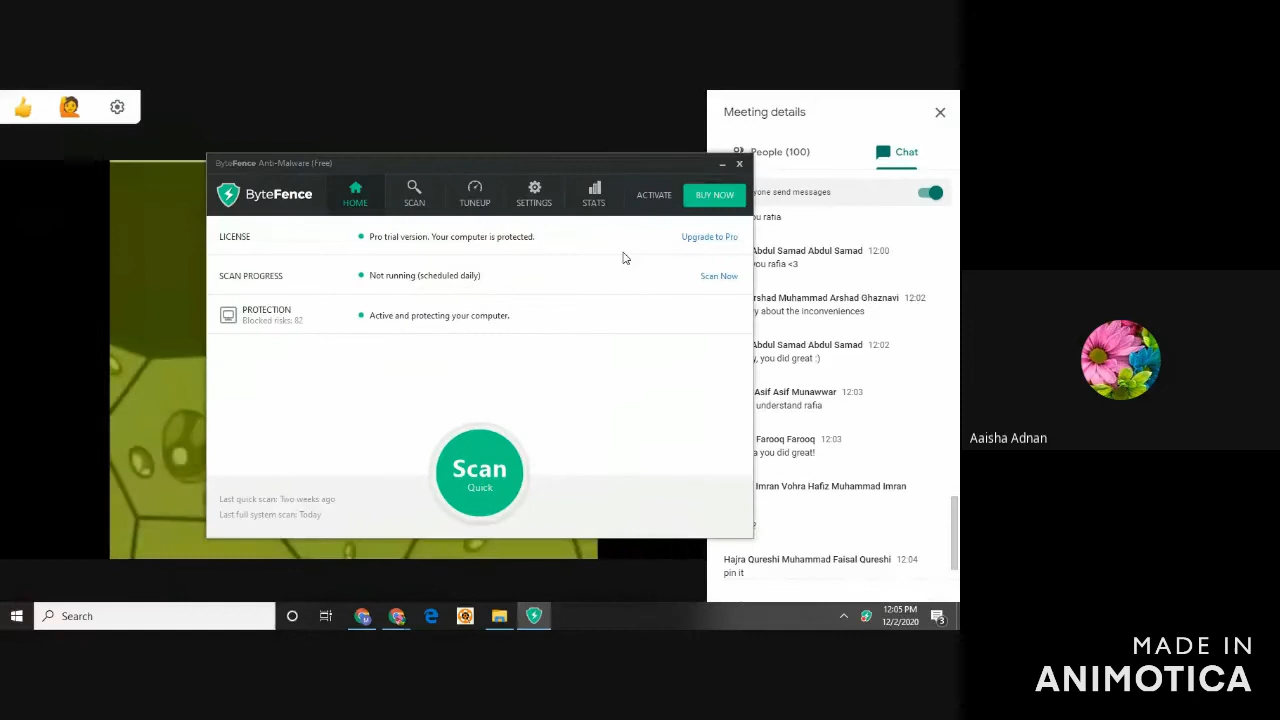 Meeting details
People (100)
Chat
yone send messages
ou rafia
Abdul Samad Abdul Samad 12:00
you rafia <3
rshad Muhammad Arshad Ghaznavi 12:02
y about the inconveniences
Abdul Samad Abdul Samad 12:02
y, you did great :)
Asif Asif Munawwar 12:03
understand rafia
Farooq Farooq 12:03
a you did great!
Imran Vohra Hafiz Muhammad Imran
?
Hajra Qureshi Muhammad Faisal Qureshi 12:04
pin it
ByteFence Anti-Malware (Free)
ByteFence
HOME
SCAN
TUNEUP
SETTINGS
STATS
ACTIVATE
BUY NOW
LICENSE
Pro trial version. Your computer is protected.
Upgrade to Pro
SCAN PROGRESS
Not running (scheduled daily)
Scan Now
PROTECTION
Blocked risks: 82
Active and protecting your computer.
Scan
Quick
Last quick scan: Two weeks ago
Last full system scan: Today
Aaisha Adnan
Search
12:05 PM
12/2/2020
3
MADE IN
ANIMOTICA